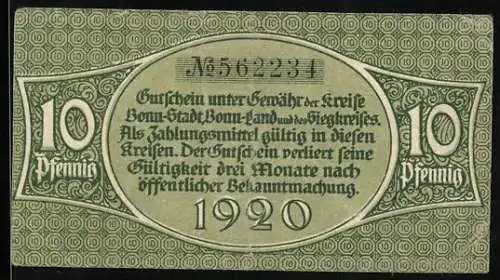 №562234
Gutschein unter Gewähr der Kreise
Bonn-Stadt, Bonn-Land und des Siegkreises.
Als Zahlungsmittel gültig in diesen
Kreisen. Der Gutschein verliert seine
Gültigkeit drei Monate nach
öffentlicher Bekanntmachung.
1920
10
Pfennig
10
Pfennig